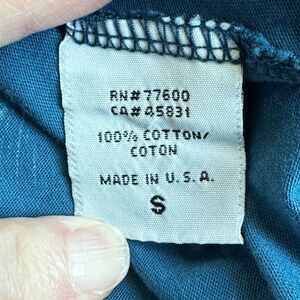 RN#77600
CA#45831
100% COTTON/
COTON
MADE IN U.S.A.
S